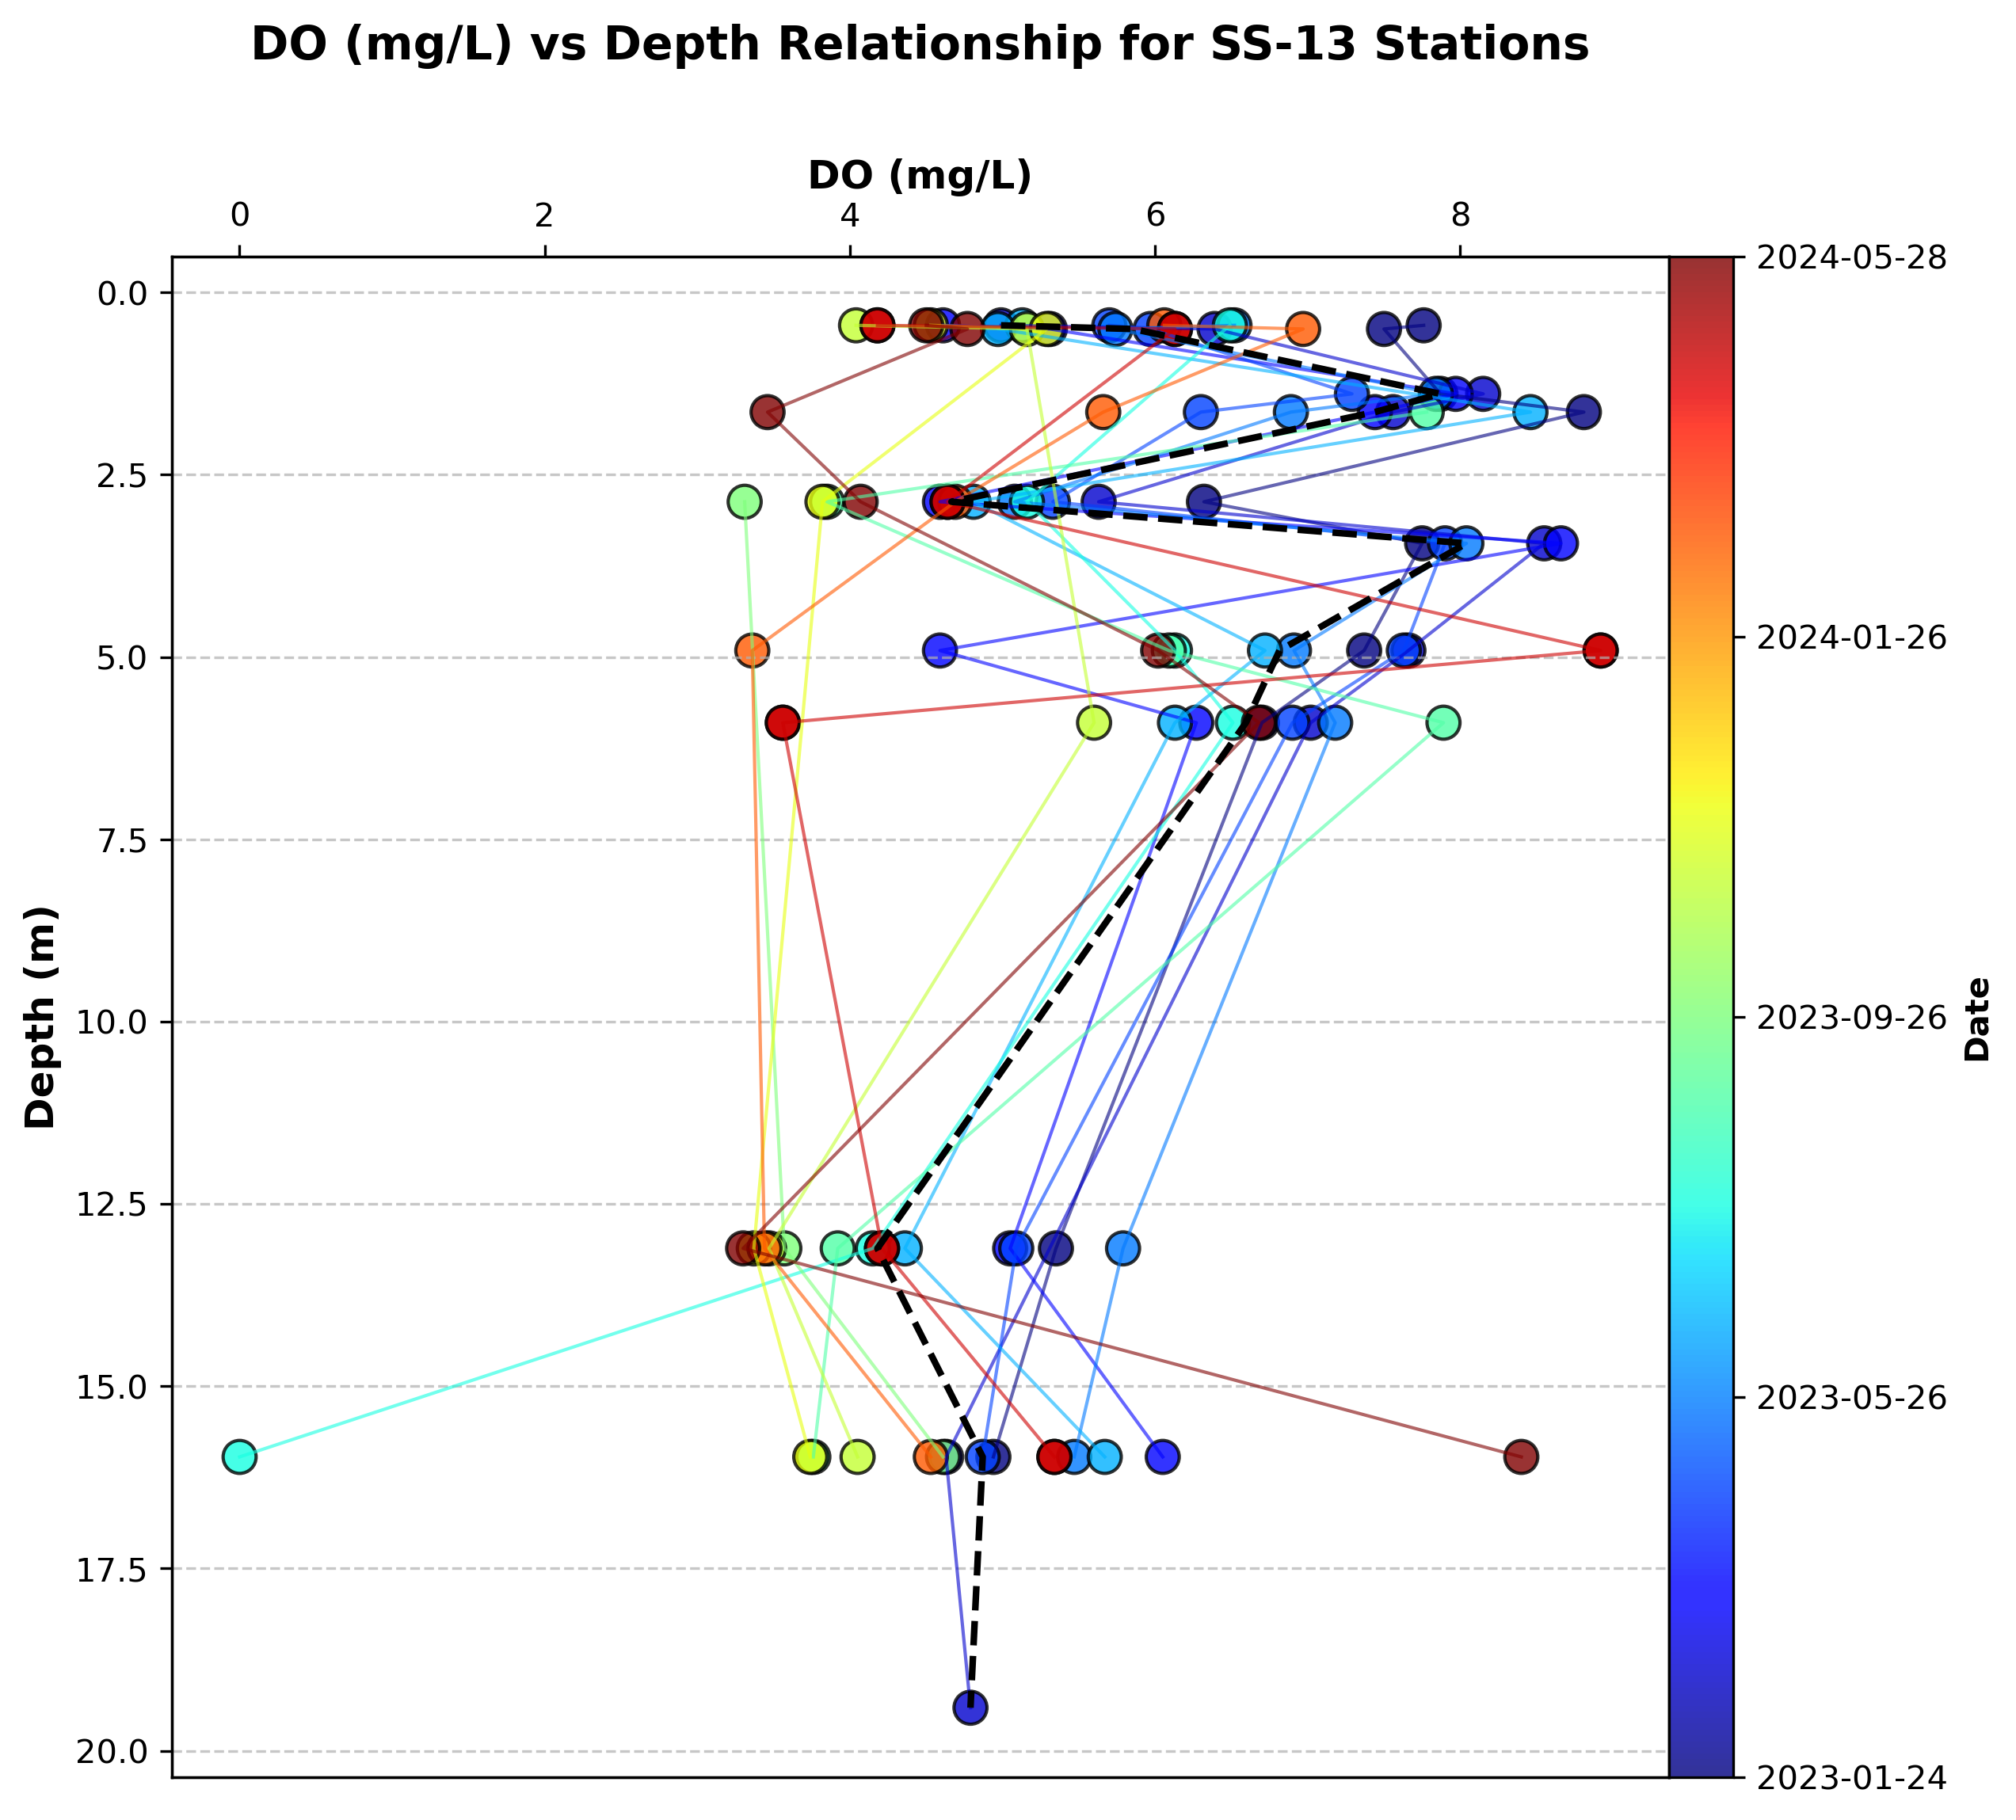 DO (mg/L) vs Depth Relationship for SS-13 Stations
DO (mg/L)
0 2 4 6 8
0.0
2.5
5.0
7.5
10.0
12.5
15.0
17.5
20.0
Depth (m)
2024-05-28
2024-01-26
2023-09-26
2023-05-26
2023-01-24
Date